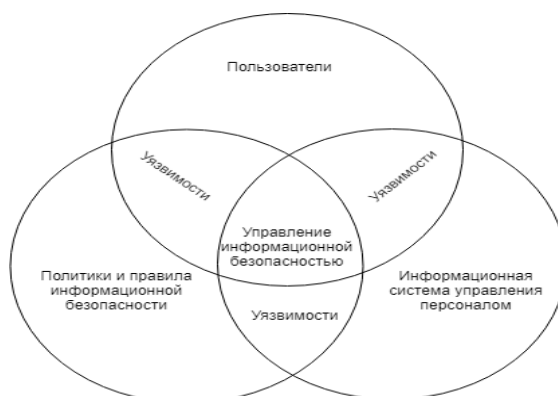 Пользователи
Уязвимости
Уязвимости
Управление
информационной
безопасностью
Политики и правила
информационной
безопасности
Информационная
система управления
персоналом
Уязвимости